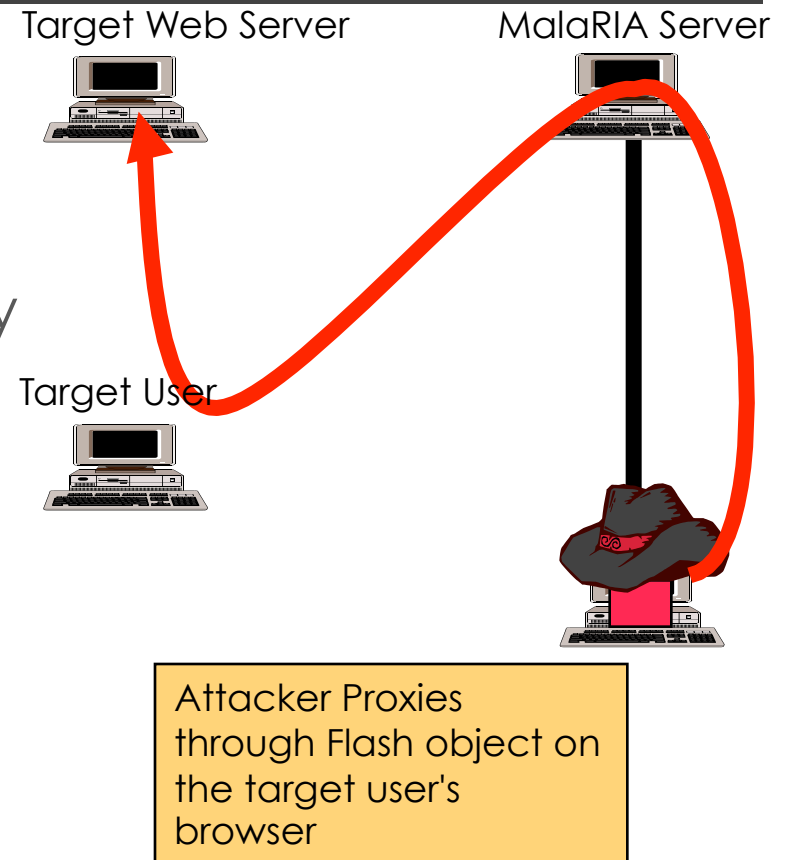 Target Web Server
MalaRIA Server
y
Target User
Attacker Proxies
through Flash object on
the target user's
browser